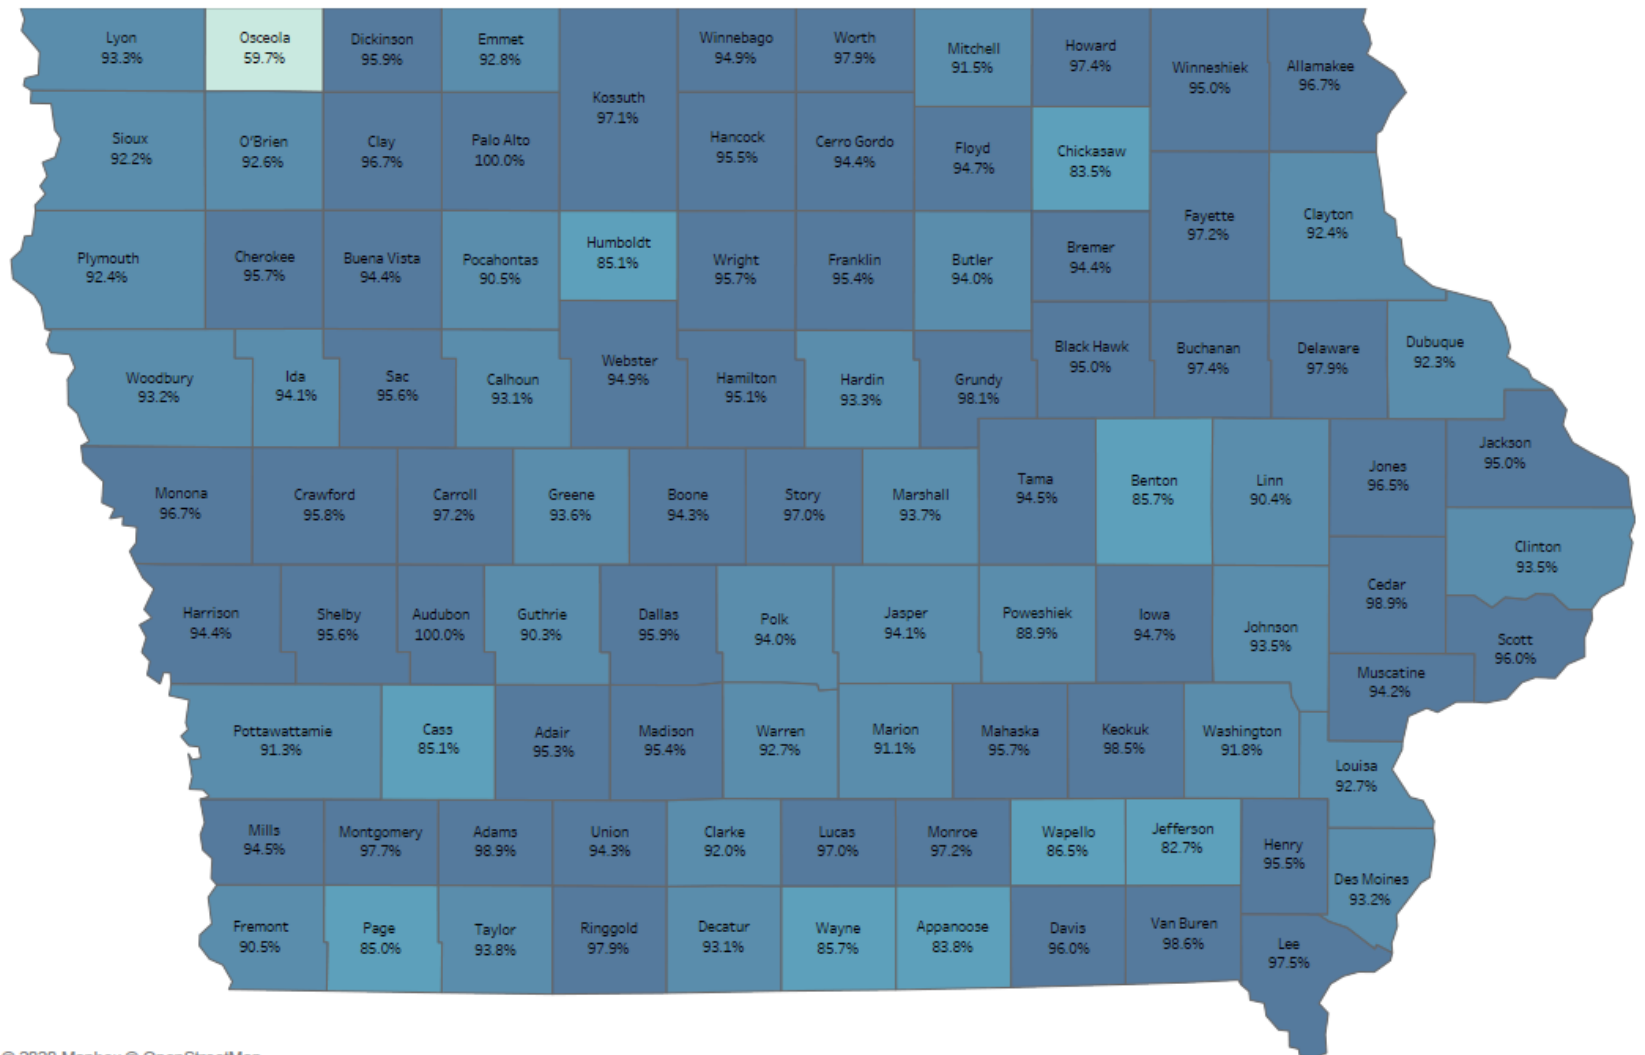 Lyon
93.3%
Osceola
59.7%
Dickinson
95.9%
Emmet
92.8%
Kossuth
97.1%
Winnebago
94.9%
Worth
97.9%
Mitchell
91.5%
Howard
97.4%
Winneshiek
95.0%
Allamakee
96.7%
Sioux
92.2%
O'Brien
92.6%
Clay
96.7%
Palo Alto
100.0%
Hancock
95.5%
Cerro Gordo
94.4%
Floyd
94.7%
Chickasaw
83.5%
Fayette
97.2%
Clayton
92.4%
Plymouth
92.4%
Cherokee
95.7%
Buena Vista
94.4%
Pocahontas
90.5%
Humboldt
85.1%
Wright
95.7%
Franklin
95.4%
Butler
94.0%
Bremer
94.4%
Woodbury
93.2%
Ida
94.1%
Sac
95.6%
Calhoun
93.1%
Webster
94.9%
Hamilton
95.1%
Hardin
93.3%
Grundy
98.1%
Black Hawk
95.0%
Buchanan
97.4%
Delaware
97.9%
Dubuque
92.3%
Monona
96.7%
Crawford
95.8%
Carroll
97.2%
Greene
93.6%
Boone
94.3%
Story
97.0%
Marshall
93.7%
Tama
94.5%
Benton
85.7%
Linn
90.4%
Jones
96.5%
Jackson
95.0%
Clinton
93.5%
Harrison
94.4%
Shelby
95.6%
Audubon
100.0%
Guthrie
90.3%
Dallas
95.9%
Polk
94.0%
Jasper
94.1%
Poweshiek
88.9%
Iowa
94.7%
Johnson
93.5%
Cedar
98.9%
Scott
96.0%
Muscatine
94.2%
Pottawattamie
91.3%
Cass
85.1%
Adair
95.3%
Madison
95.4%
Warren
92.7%
Marion
91.1%
Mahaska
95.7%
Keokuk
98.5%
Washington
91.8%
Louisa
92.7%
Mills
94.5%
Montgomery
97.7%
Adams
98.9%
Union
94.3%
Clarke
92.0%
Lucas
97.0%
Monroe
97.2%
Wapello
86.5%
Jefferson
82.7%
Henry
95.5%
Des Moines
93.2%
Fremont
90.5%
Page
85.0%
Taylor
93.8%
Ringgold
97.9%
Decatur
93.1%
Wayne
85.7%
Appanoose
83.8%
Davis
96.0%
Van Buren
98.6%
Lee
97.5%
© 2020 Mapbox © OpenStreetMap